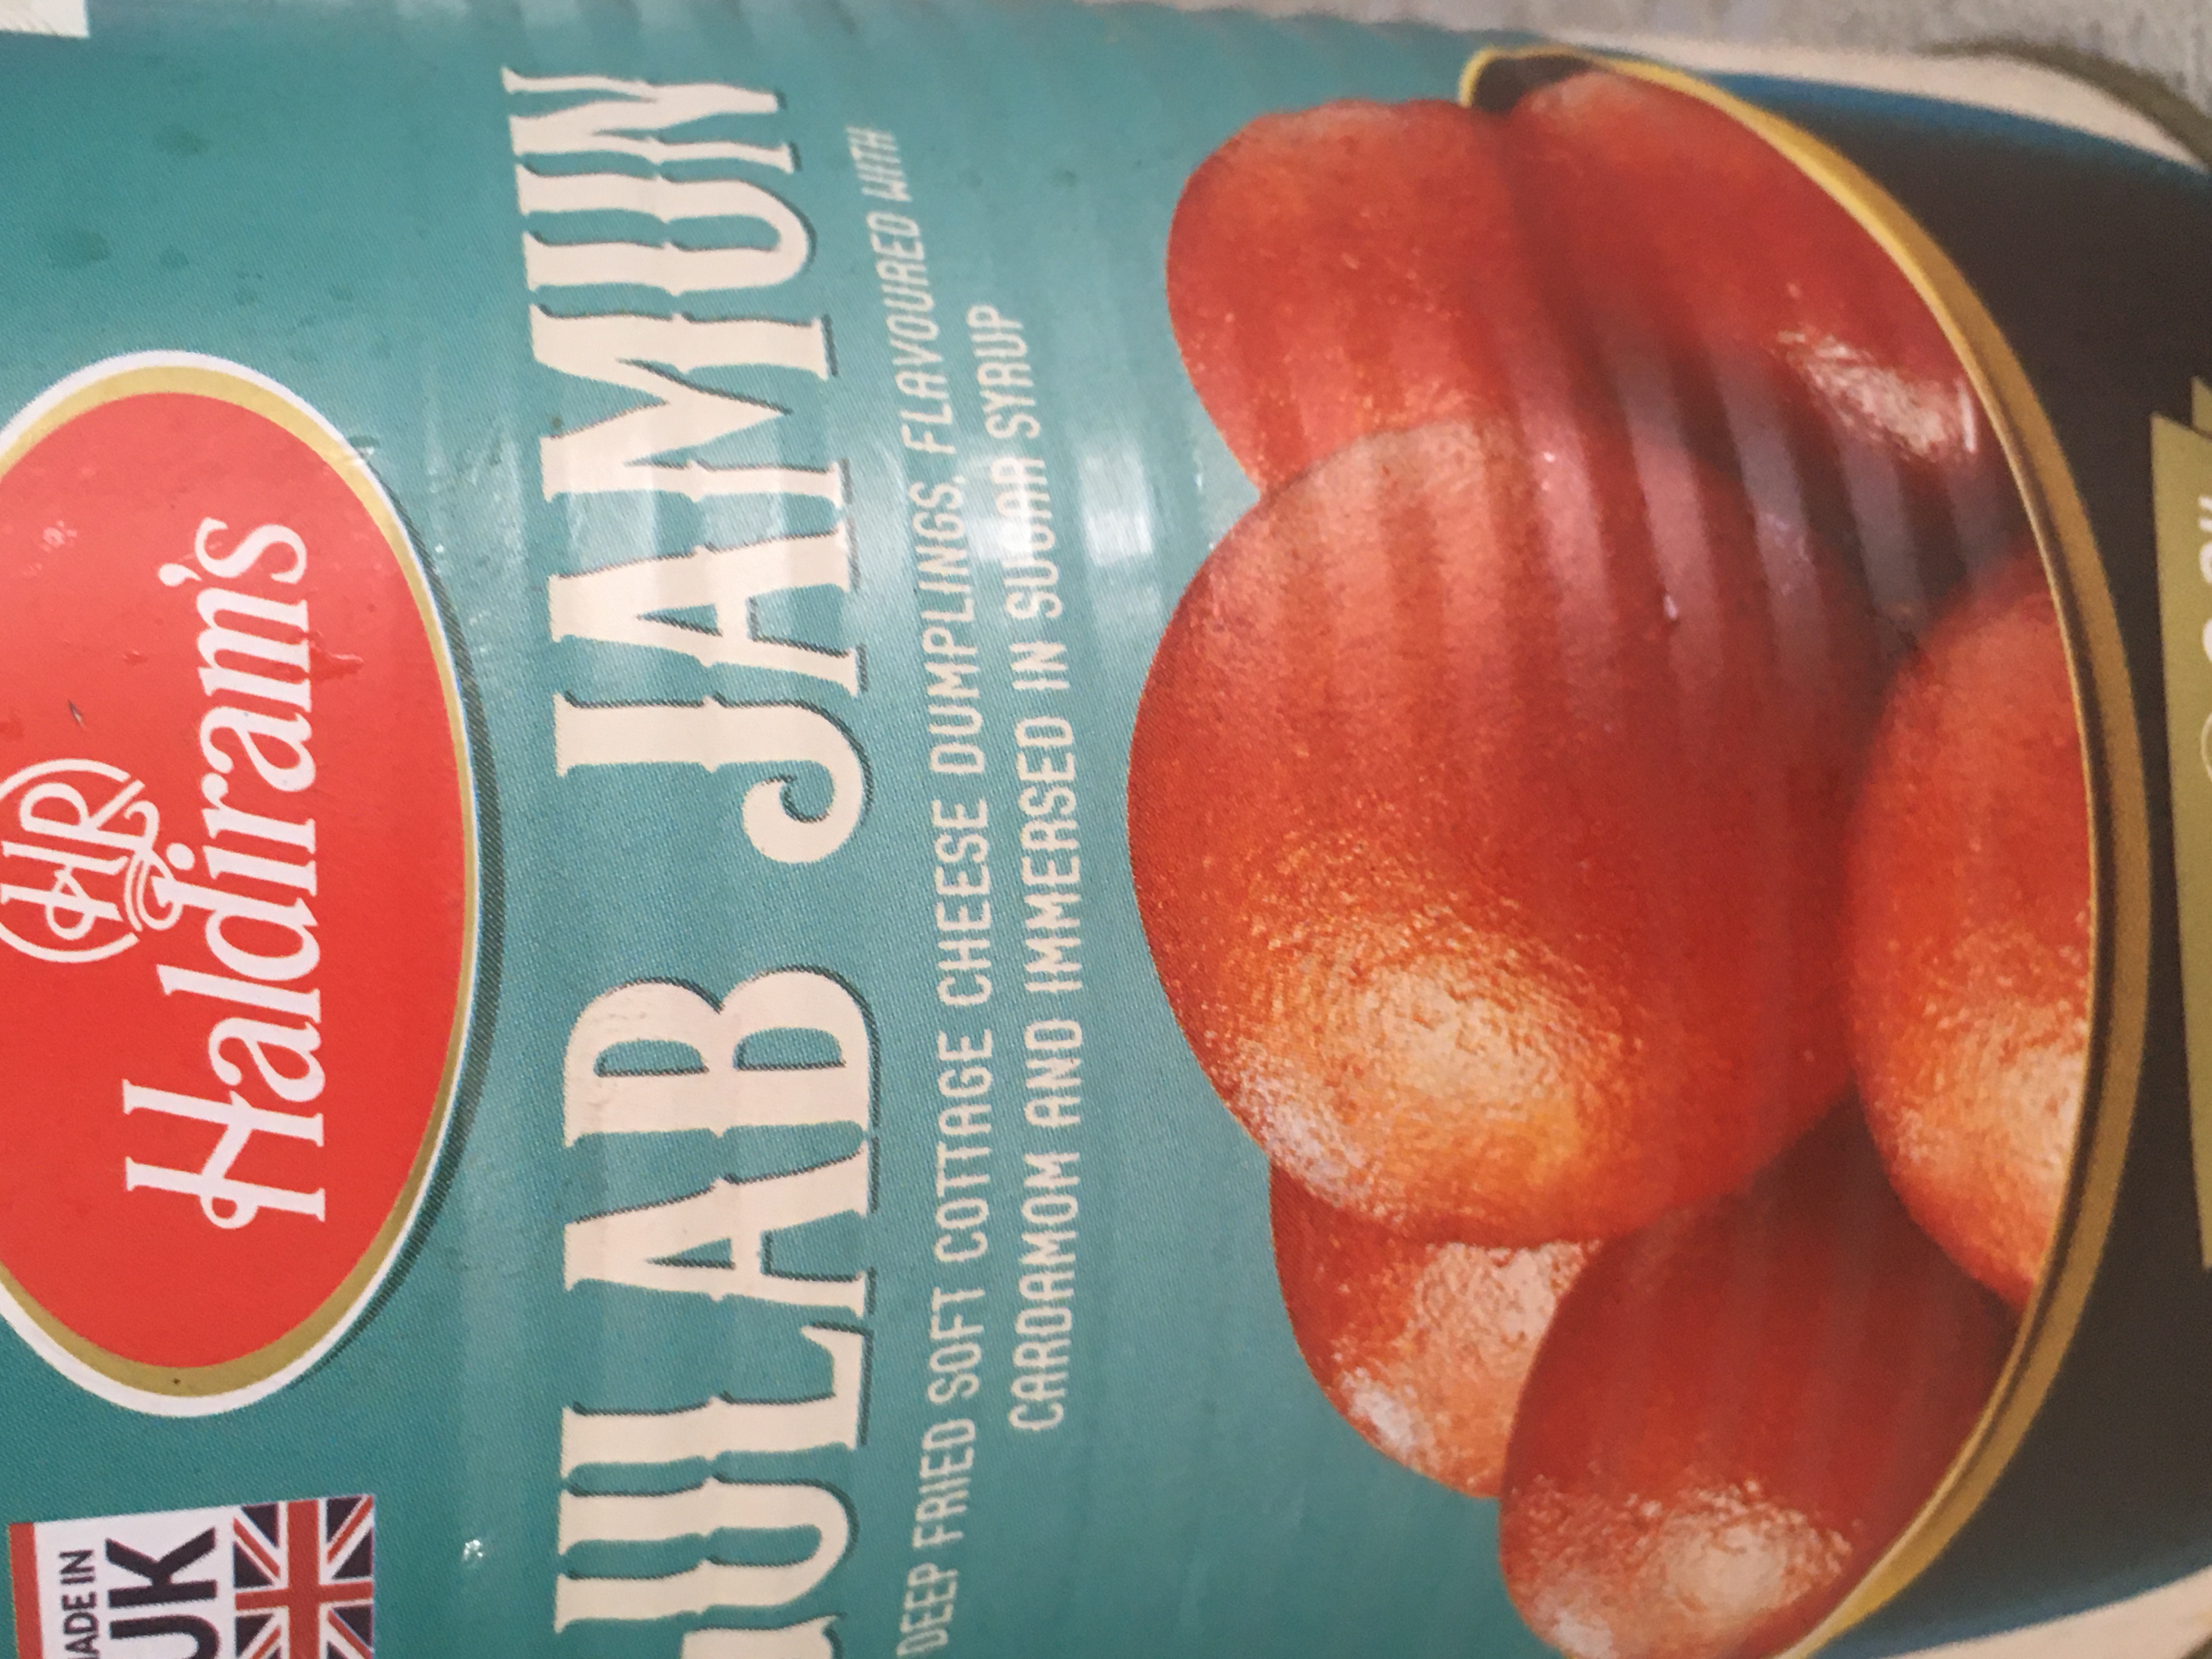 HR
Haldiram's
MADE IN
UK
GULAB JAMUN
DEEP FRIED SOFT COTTAGE CHEESE DUMPLINGS, FLAVOURED WITH
CARDAMOM AND IMMERSED IN SUGAR SYRUP